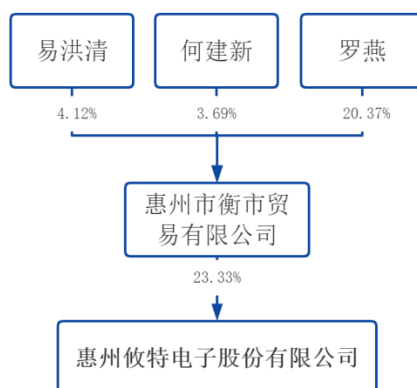 易洪清
何建新
罗燕
4.12%
3.69%
20.37%
惠州市衡市贸
易有限公司
23.33%
惠州攸特电子股份有限公司